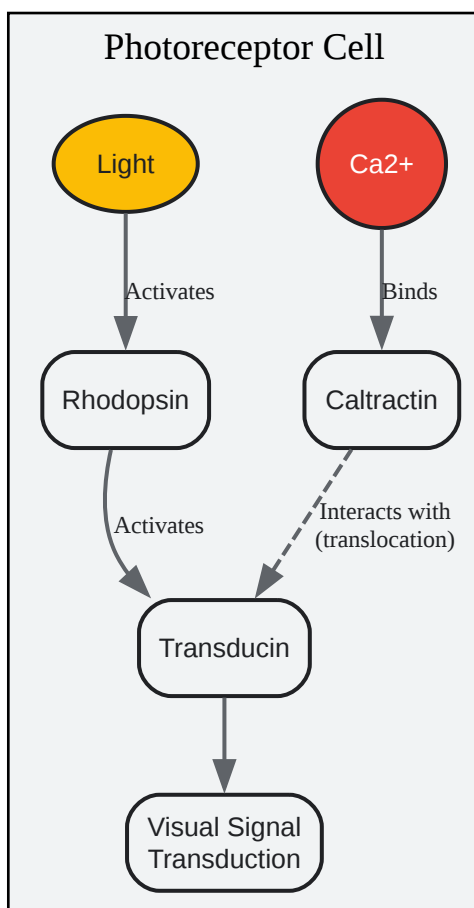 Photoreceptor Cell
Light
Ca2+
Activates
Binds
Rhodopsin
Caltractin
Activates
Interacts with
(translocation)
Transducin
Visual Signal
Transduction